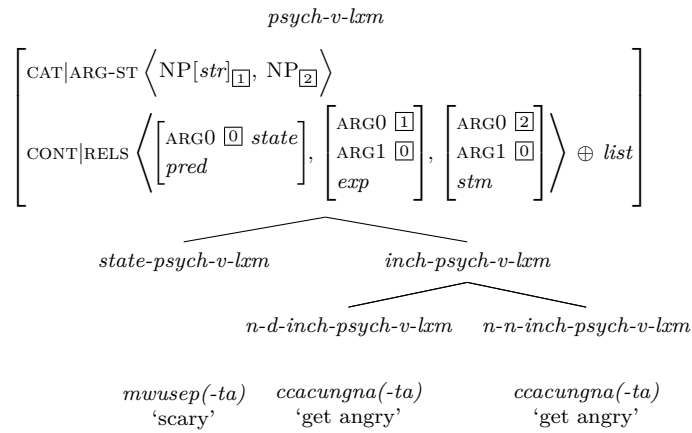 psych-v-lxm
CAT|ARG-ST ⟨ NP[str]₁, NP₂ ⟩
CONT|RELS ⟨ [ARG0 0 state
pred], [ARG0 1
ARG1 0
exp], [ARG0 2
ARG1 0
stm] ⟩ ⊕ list
state-psych-v-lxm inch-psych-v-lxm
n-d-inch-psych-v-lxm n-n-inch-psych-v-lxm
mwusep(-ta) ccacungna(-ta) ccacungna(-ta)
‘scary’ ‘get angry’ ‘get angry’